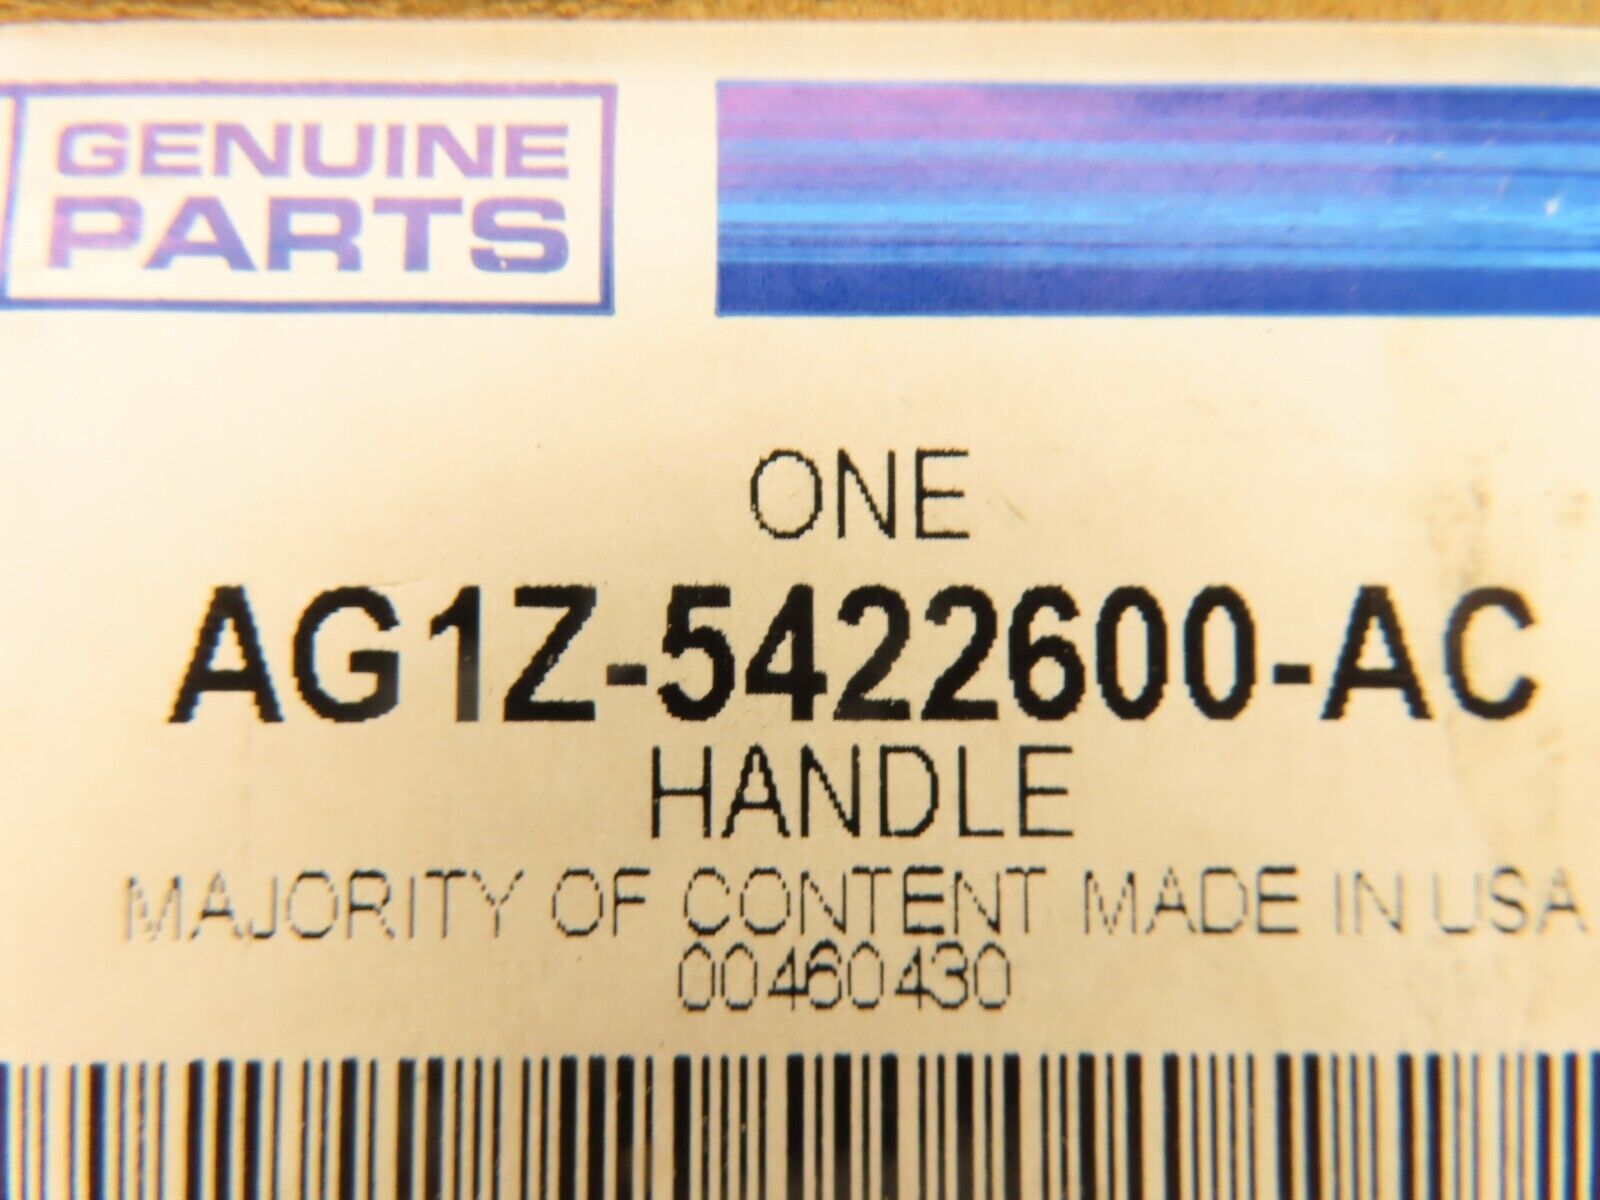 GENUINE
PARTS
ONE
AG1Z-5422600-AC
HANDLE
MAJORITY OF CONTENT MADE IN USA
00460430